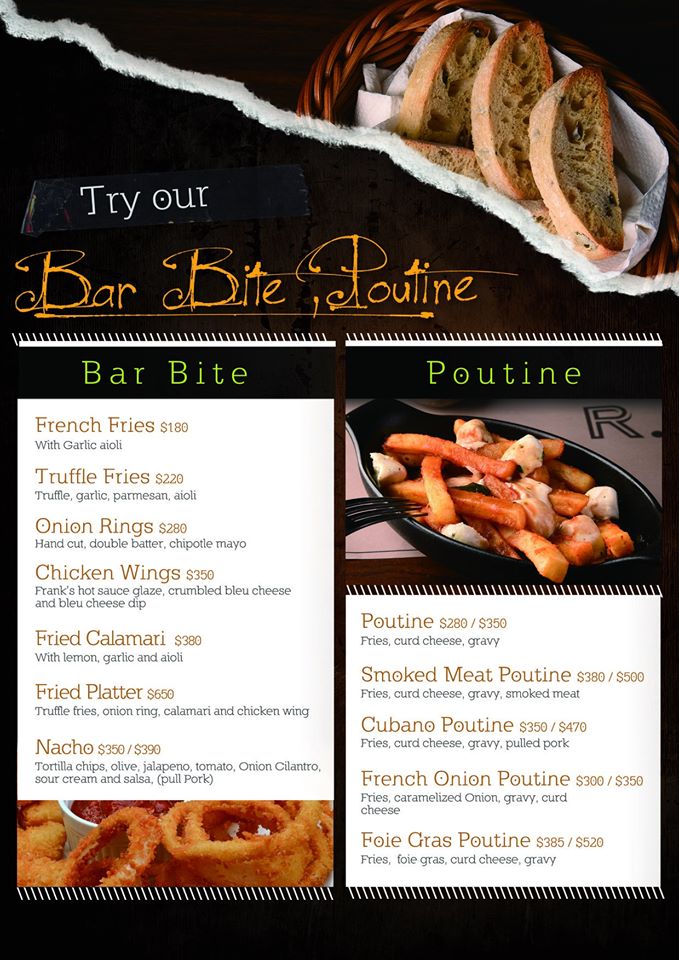 Try our
Bar Bite, Poutine
Bar Bite
French Fries $180
With Garlic aioli
Truffle Fries $220
Truffle, garlic, parmesan, aioli
Onion Rings $280
Hand cut, double batter, chipotle mayo
Chicken Wings $350
Frank's hot sauce glaze, crumbled bleu cheese
and bleu cheese dip
Fried Calamari $380
With lemon, garlic and aioli
Fried Platter $650
Truffle fries, onion ring, calamari and chicken wing
Nacho $350 / $390
Tortilla chips, olive, jalapeno, tomato, Onion Cilantro,
sour cream and salsa, (pull Pork)
Poutine
R.
Poutine $280 / $350
Fries, curd cheese, gravy
Smoked Meat Poutine $380 / $500
Fries, curd cheese, gravy, smoked meat
Cubano Poutine $350 / $470
Fries, curd cheese, gravy, pulled pork
French Onion Poutine $300 / $350
Fries, caramelized Onion, gravy, curd
cheese
Foie Gras Poutine $385 / $520
Fries, foie gras, curd cheese, gravy